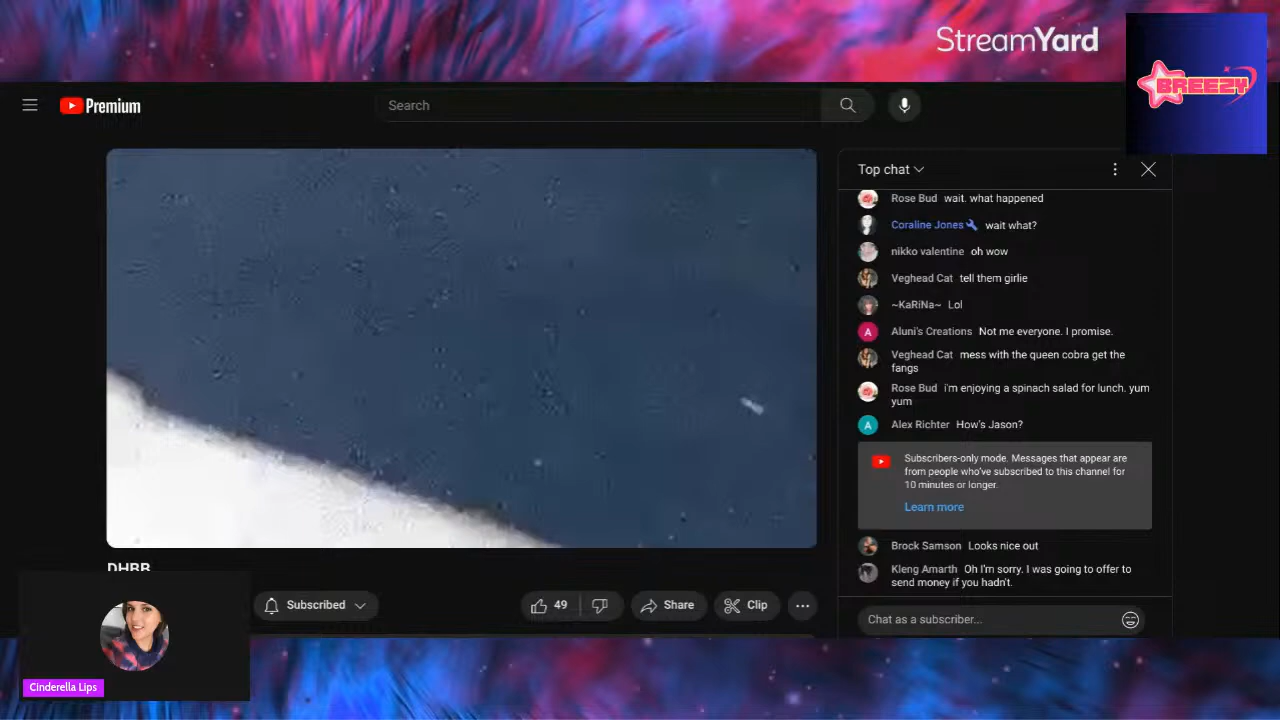 StreamYard
BREEZY
Premium
Search
Top chat
Rose Bud wait. what happened
Coraline Jones wait what?
nikko valentine oh wow
Veghead Cat tell them girlie
~KaRiNa~ Lol
A Aluni's Creations Not me everyone. I promise.
Veghead Cat mess with the queen cobra get the
fangs
Rose Bud i'm enjoying a spinach salad for lunch. yum
yum
A Alex Richter How's Jason?
Subscribers-only mode. Messages that appear are
from people who've subscribed to this channel for
10 minutes or longer.
Learn more
Brock Samson Looks nice out
Kleng Amarth Oh I'm sorry. I was going to offer to
send money if you hadn't.
Chat as a subscriber...
DHRB
Subscribed
49
Share
Clip
Cinderella Lips